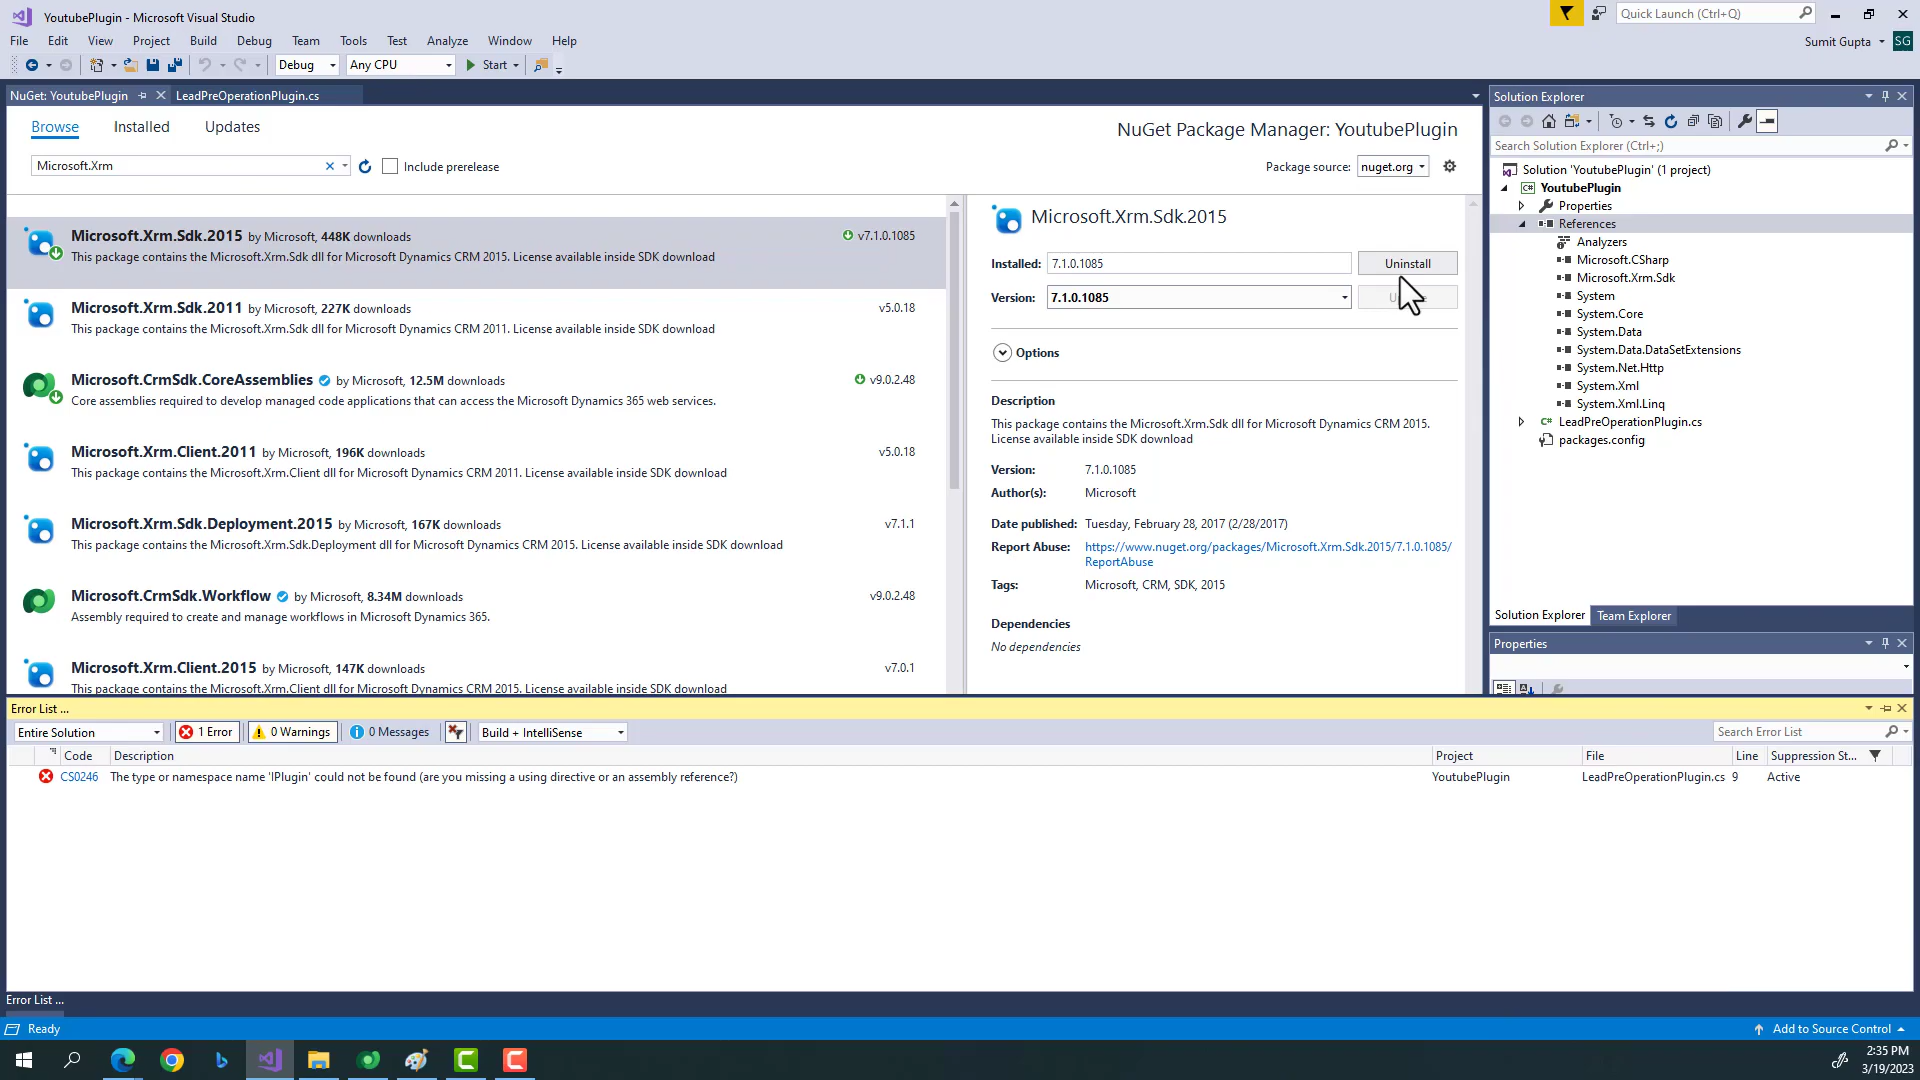 YoutubePlugin - Microsoft Visual Studio
Quick Launch (Ctrl+Q)
File Edit View Project Build Debug Team Tools Test Analyze Window Help
Sumit Gupta SG
Debug Any CPU Start
NuGet: YoutubePlugin LeadPreOperationPlugin.cs
Browse Installed Updates
NuGet Package Manager: YoutubePlugin
Microsoft.Xrm Include prerelease
Package source: nuget.org
Microsoft.Xrm.Sdk.2015 by Microsoft, 448K downloads v7.1.0.1085
This package contains the Microsoft.Xrm.Sdk dll for Microsoft Dynamics CRM 2015. License available inside SDK download
Microsoft.Xrm.Sdk.2011 by Microsoft, 227K downloads v5.0.18
This package contains the Microsoft.Xrm.Sdk dll for Microsoft Dynamics CRM 2011. License available inside SDK download
Microsoft.CrmSdk.CoreAssemblies by Microsoft, 12.5M downloads v9.0.2.48
Core assemblies required to develop managed code applications that can access the Microsoft Dynamics 365 web services.
Microsoft.Xrm.Client.2011 by Microsoft, 196K downloads v5.0.18
This package contains the Microsoft.Xrm.Client dll for Microsoft Dynamics CRM 2011. License available inside SDK download
Microsoft.Xrm.Sdk.Deployment.2015 by Microsoft, 167K downloads v7.1.1
This package contains the Microsoft.Xrm.Sdk.Deployment dll for Microsoft Dynamics CRM 2015. License available inside SDK download
Microsoft.CrmSdk.Workflow by Microsoft, 8.34M downloads v9.0.2.48
Assembly required to create and manage workflows in Microsoft Dynamics 365.
Microsoft.Xrm.Client.2015 by Microsoft, 147K downloads v7.0.1
This package contains the Microsoft.Xrm.Client dll for Microsoft Dynamics CRM 2015. License available inside SDK download
Microsoft.Xrm.Sdk.2015
Installed: 7.1.0.1085 Uninstall
Version: 7.1.0.1085
Options
Description
This package contains the Microsoft.Xrm.Sdk dll for Microsoft Dynamics CRM 2015.
License available inside SDK download
Version: 7.1.0.1085
Author(s): Microsoft
Date published: Tuesday, February 28, 2017 (2/28/2017)
Report Abuse: https://www.nuget.org/packages/Microsoft.Xrm.Sdk.2015/7.1.0.1085/
ReportAbuse
Tags: Microsoft, CRM, SDK, 2015
Dependencies
No dependencies
Solution Explorer
Search Solution Explorer (Ctrl+;)
Solution 'YoutubePlugin' (1 project)
C# YoutubePlugin
Properties
References
Analyzers
Microsoft.CSharp
Microsoft.Xrm.Sdk
System
System.Core
System.Data
System.Data.DataSetExtensions
System.Net.Http
System.Xml
System.Xml.Linq
C# LeadPreOperationPlugin.cs
packages.config
Solution Explorer Team Explorer
Properties
Error List ...
Entire Solution 1 Error 0 Warnings 0 Messages Build + IntelliSense Search Error List
Code Description Project File Line Suppression St...
CS0246 The type or namespace name 'IPlugin' could not be found (are you missing a using directive or an assembly reference?) YoutubePlugin LeadPreOperationPlugin.cs 9 Active
Error List ...
Ready Add to Source Control
2:35 PM
3/19/2023